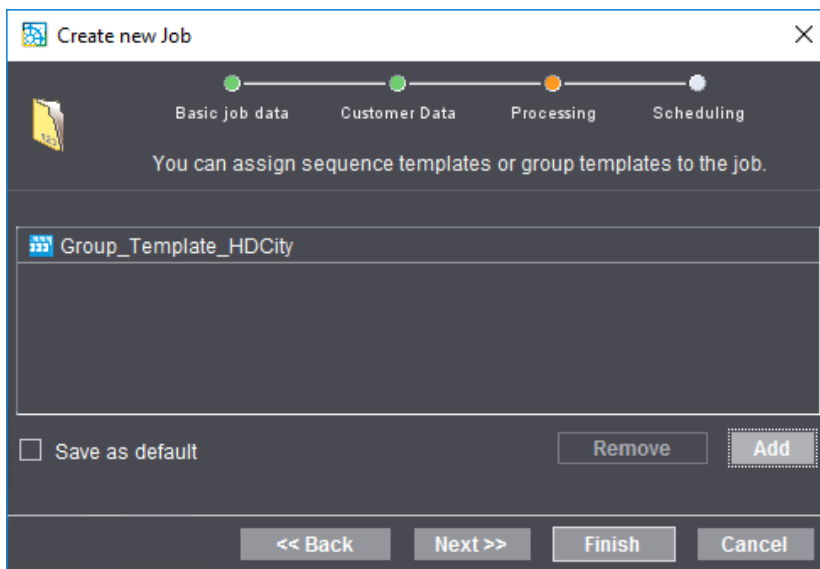 Create new Job
Basic job data Customer Data Processing Scheduling
123
You can assign sequence templates or group templates to the job.
Group_Template_HDCity
Save as default Remove Add
<< Back Next >> Finish Cancel